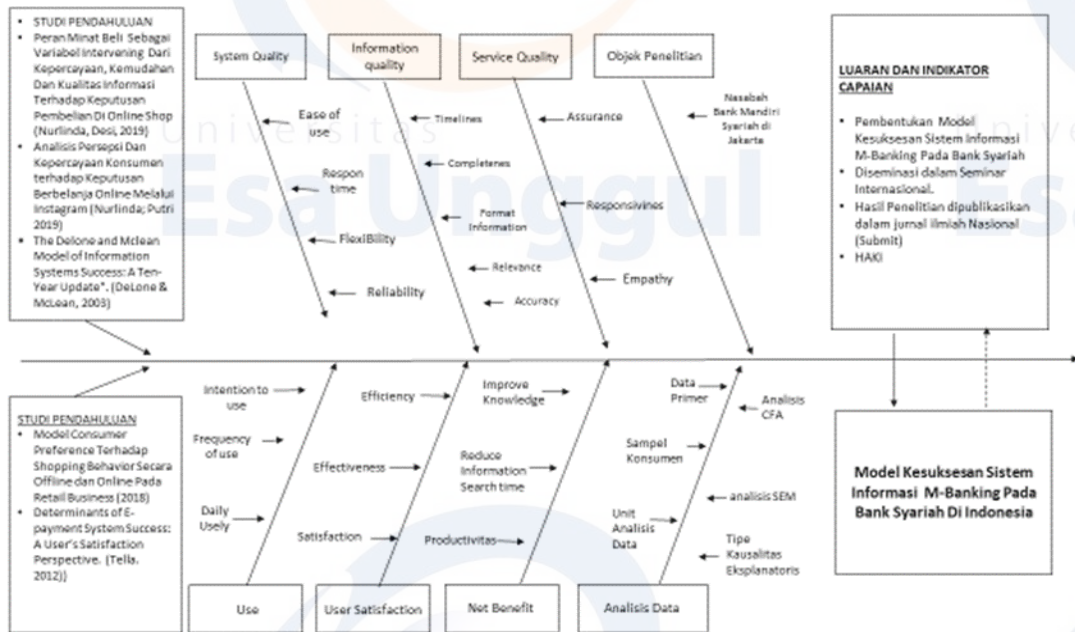 • STUDI PENDAHULUAN
• Peran Minat Beli Sebagai
Variabel Intervening Dari
Kepercayaan, Kemudahan
Dan Kualitas Informasi
Terhadap Keputusan
Pembelian Di Online Shop
(Nurlinda, Desi, 2019)
• Analisis Persepsi Dan
Kepercayaan Konsumen
terhadap Keputusan
Berbelanja Online Melalui
Instagram (Nurlinda; Putri
2019)
• The Delone and Mclean
Model of Information
Systems Success: A Ten-
Year Update". (DeLone &
McLean, 2003)
System Quality
Information
quality
Service Quality
Objek Penelitian
Ease of
use
Respon
time
FlexiBility
Reliability
Timelines
Completenes
Format
Information
Relevance
Accuracy
Assurance
Responsivines
Empathy
Nasabah
Bank Mandiri
Syariah di
Jakarta
LUARAN DAN INDIKATOR
CAPAIAN
• Pembentukan Model
Kesuksesan Sistem Informasi
M-Banking Pada Bank Syariah
• Diseminasi dalam Seminar
Internasional.
• Hasil Penelitian dipublikasikan
dalam jurnal ilmiah Nasional
(Submit)
• HAKI
Universitas
Esa Unggul
Univ
Es
STUDI PENDAHULUAN
• Model Consumer
Preference Terhadap
Shopping Behavior Secara
Offline dan Online Pada
Retail Business (2018)
• Determinants of E-
payment System Success:
A User's Satisfaction
Perspective. (Tella.
2012))
Intention to
use
Frequency
of use
Daily
Usely
Efficiency
Effectiveness
Satisfaction
Improve
Knowledge
Reduce
Information
Search time
Productivitas
Data
Primer
Sampel
Konsumen
Unit
Analisis
Data
Analisis
CFA
analisis SEM
Tipe
Kausalitas
Eksplanatoris
Use
User Satisfaction
Net Benefit
Analisis Data
Model Kesuksesan Sistem
Informasi M-Banking Pada
Bank Syariah Di Indonesia